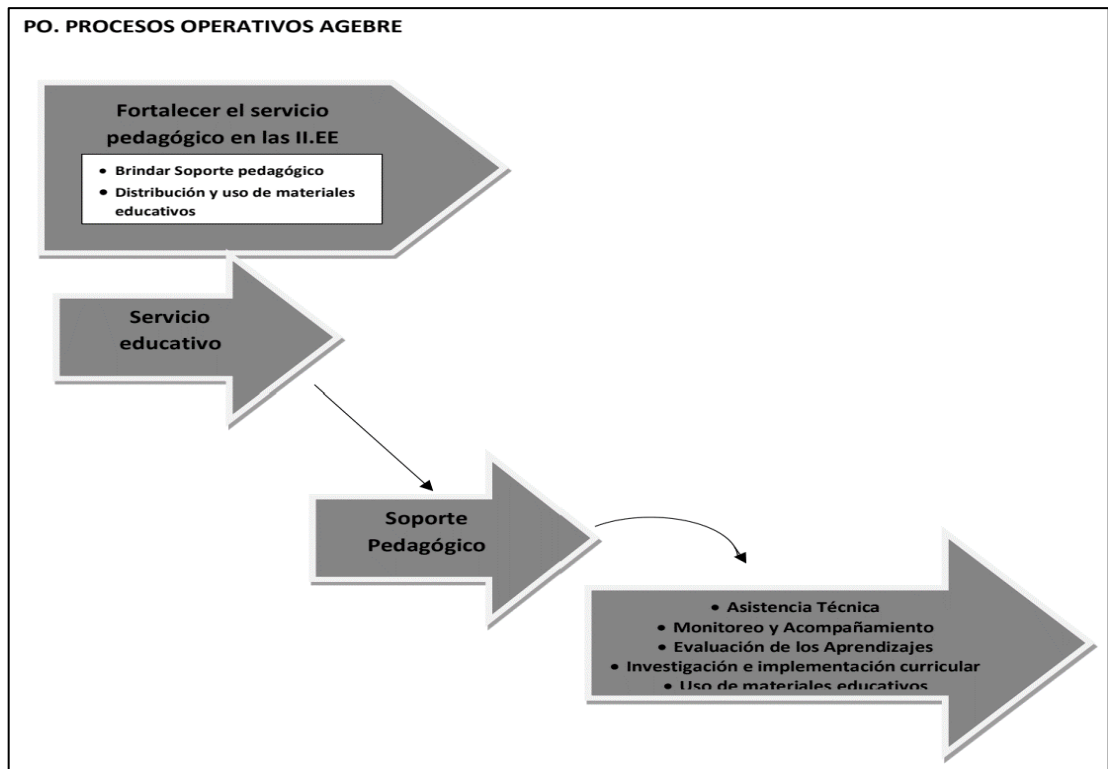 PO. PROCESOS OPERATIVOS AGEBRE
Fortalecer el servicio
pedagógico en las II.EE
• Brindar Soporte pedagógico
• Distribución y uso de materiales
educativos
Servicio
educativo
Soporte
Pedagógico
• Asistencia Técnica
• Monitoreo y Acompañamiento
• Evaluación de los Aprendizajes
• Investigación e implementación curricular
• Uso de materiales educativos